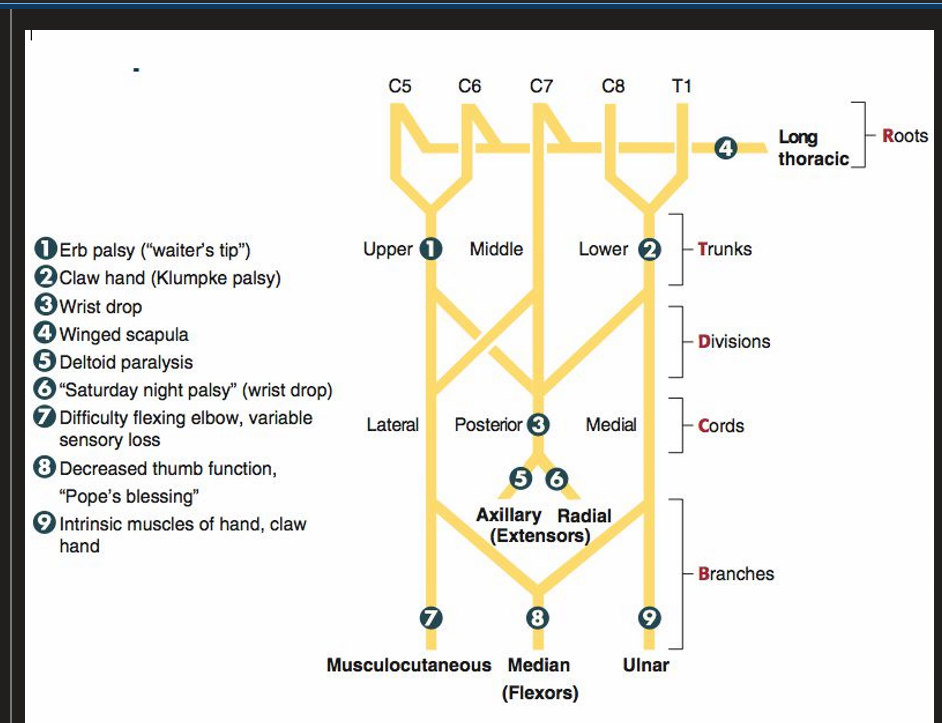 C5 C6 C7 C8 T1
4 Long
thoracic
Roots
1 Erb palsy (“waiter's tip”)
2 Claw hand (Klumpke palsy)
3 Wrist drop
4 Winged scapula
5 Deltoid paralysis
6 “Saturday night palsy” (wrist drop)
7 Difficulty flexing elbow, variable
sensory loss
8 Decreased thumb function,
“Pope's blessing”
9 Intrinsic muscles of hand, claw
hand
Upper 1 Middle Lower 2 Trunks
Divisions
Lateral Posterior 3 Medial Cords
5 6
Axillary Radial
(Extensors)
Branches
7 8 9
Musculocutaneous Median Ulnar
(Flexors)